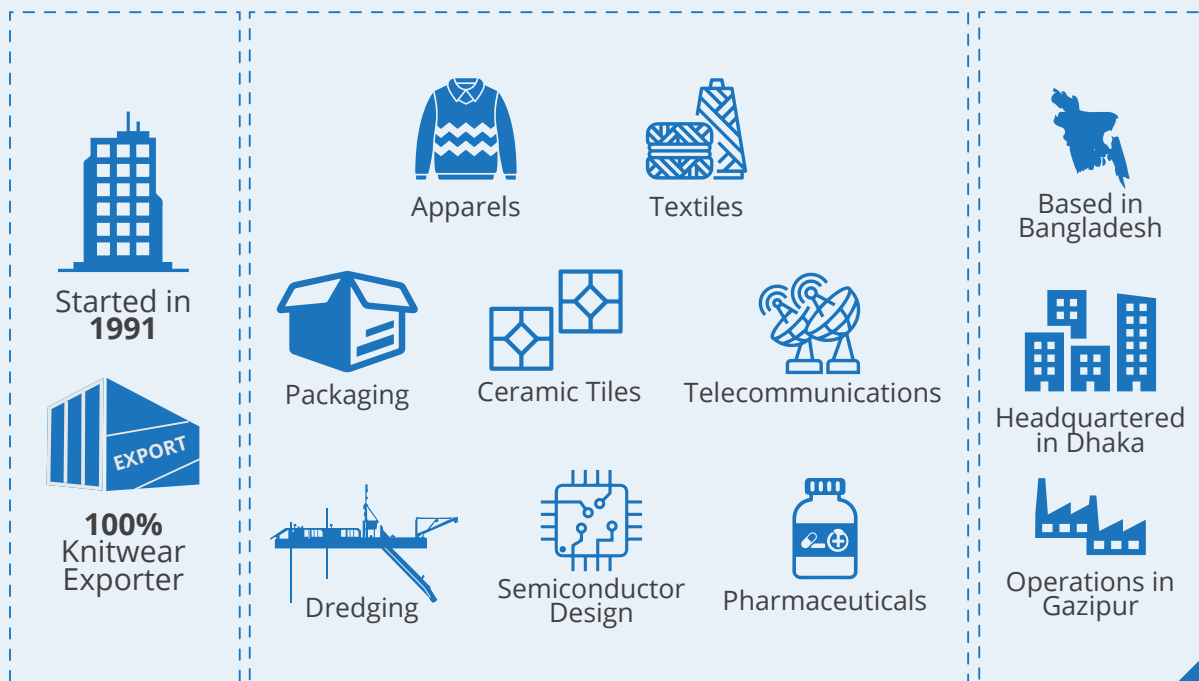 Started in
1991
EXPORT
100%
Knitwear
Exporter
Apparels
Textiles
Packaging
Ceramic Tiles
Telecommunications
Dredging
Semiconductor
Design
Pharmaceuticals
Based in
Bangladesh
Headquartered
in Dhaka
Operations in
Gazipur